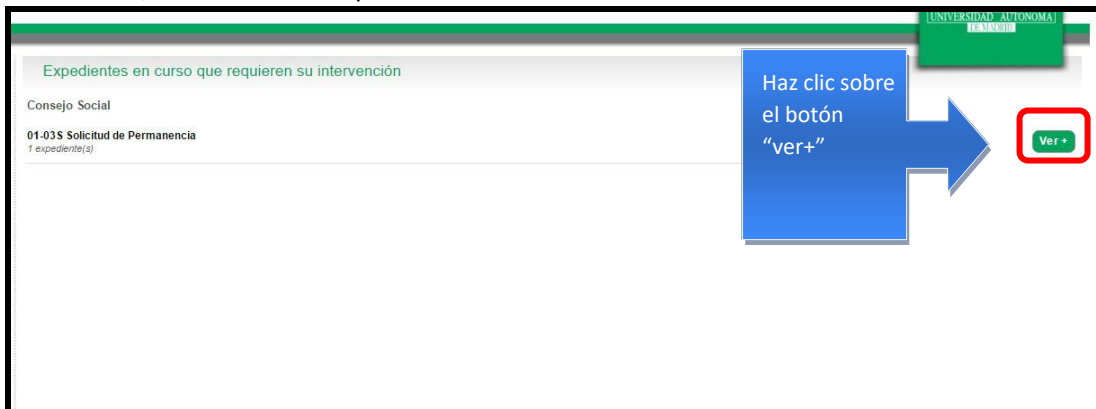 UNIVERSIDAD AUTONOMA
DE MADRID
Expedientes en curso que requieren su intervención
Consejo Social
01-03S Solicitud de Permanencia
1 expediente(s)
Haz clic sobre
el botón
“ver+”
Ver +